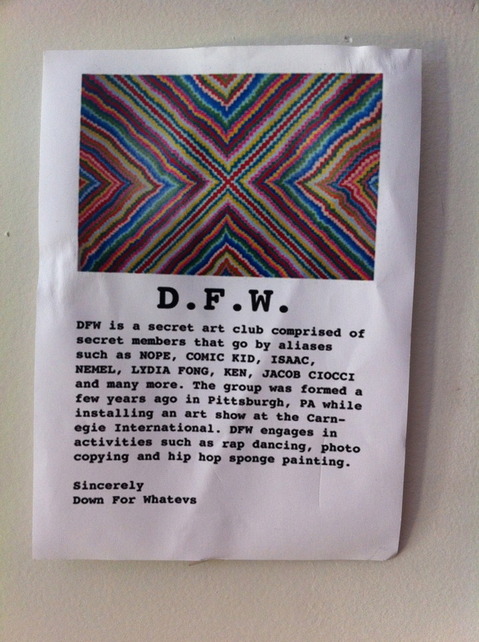 D.F.W.
DFW is a secret art club comprised of
secret members that go by aliases
such as NOPE, COMIC KID, ISAAC,
NEMEL, LYDIA FONG, KEN, JACOB CIOCCI
and many more. The group was formed a
few years ago in Pittsburgh, PA while
installing an art show at the Carn-
egie International. DFW engages in
activities such as rap dancing, photo
copying and hip hop sponge painting.
Sincerely
Down For Whatevs